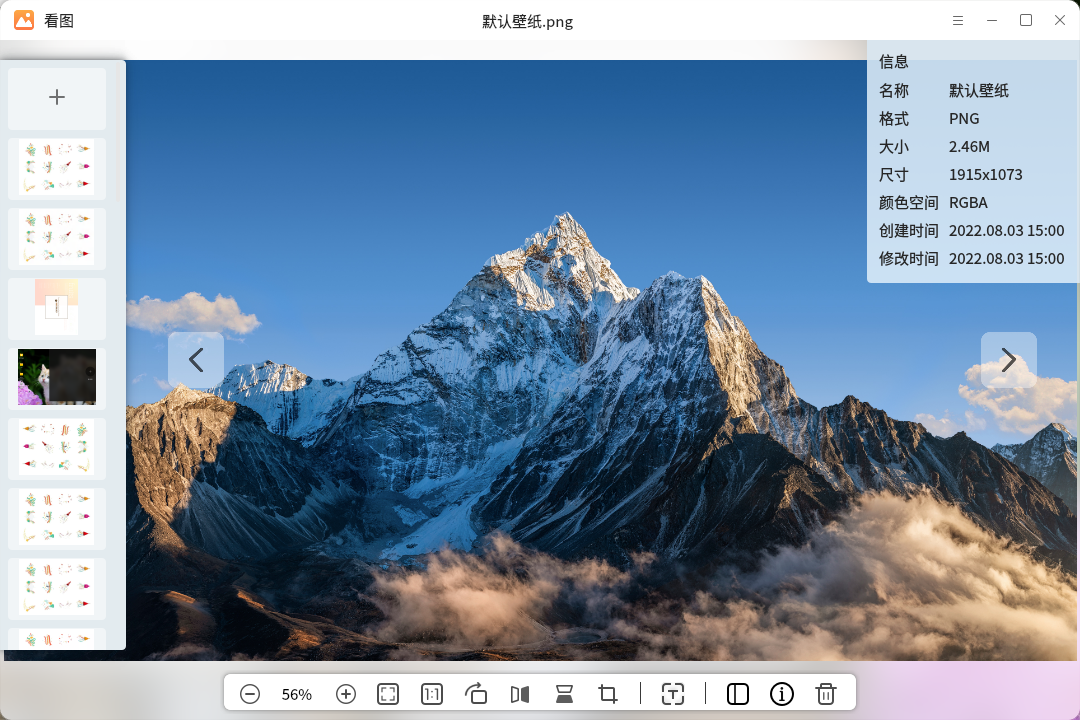 看图
默认壁纸.png
信息
名称 默认壁纸
格式 PNG
大小 2.46M
尺寸 1915x1073
颜色空间 RGBA
创建时间 2022.08.03 15:00
修改时间 2022.08.03 15:00
56%
1:1